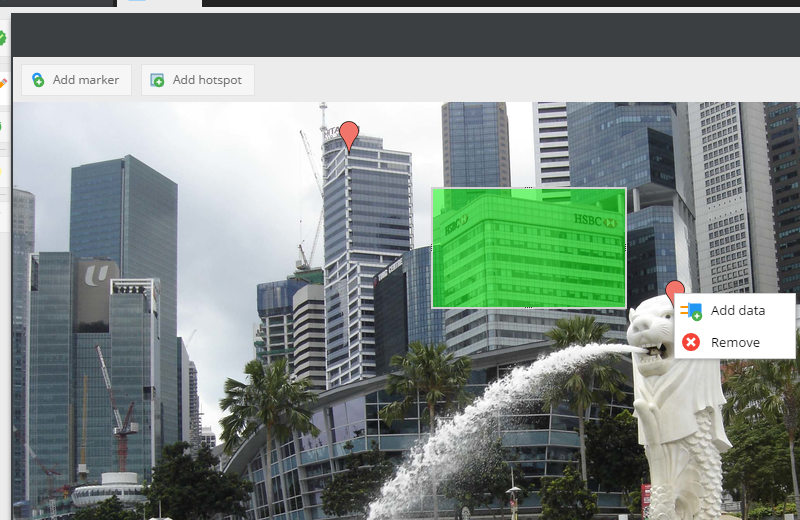 Add marker
Add hotspot
HSBC
HSBC
Add data
Remove